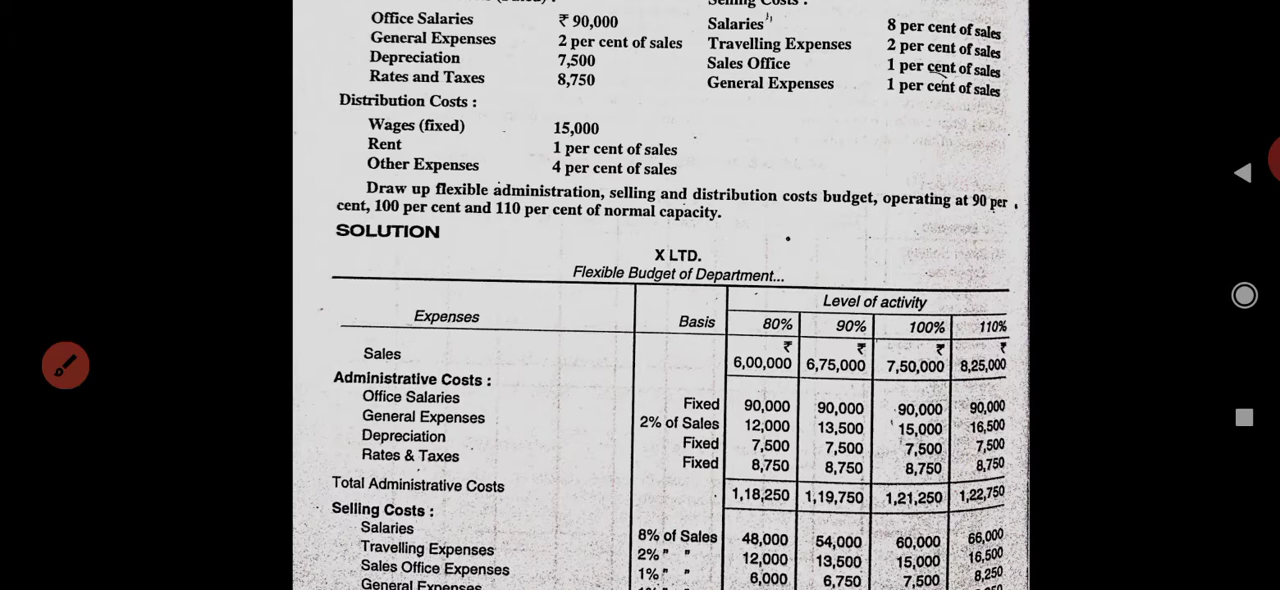 Selling Costs :
Office Salaries ₹ 90,000 Salaries 8 per cent of sales
General Expenses 2 per cent of sales Travelling Expenses 2 per cent of sales
Depreciation 7,500 Sales Office 1 per cent of sales
Rates and Taxes 8,750 General Expenses 1 per cent of sales
Distribution Costs :
Wages (fixed) 15,000
Rent 1 per cent of sales
Other Expenses 4 per cent of sales
Draw up flexible administration, selling and distribution costs budget, operating at 90 per
cent, 100 per cent and 110 per cent of normal capacity.
SOLUTION
X LTD.
Flexible Budget of Department...
Level of activity
Expenses Basis 80% 90% 100% 110%
₹ ₹ ₹ ₹
Sales 6,00,000 6,75,000 7,50,000 8,25,000
Administrative Costs :
Office Salaries Fixed 90,000 90,000 90,000 90,000
General Expenses 2% of Sales 12,000 13,500 15,000 16,500
Depreciation Fixed 7,500 7,500 7,500 7,500
Rates & Taxes Fixed 8,750 8,750 8,750 8,750
Total Administrative Costs 1,18,250 1,19,750 1,21,250 1,22,750
Selling Costs :
Salaries 8% of Sales 48,000 54,000 60,000 66,000
Travelling Expenses 2% " " 12,000 13,500 15,000 16,500
Sales Office Expenses 1% " " 6,000 6,750 7,500 8,250
General Expenses